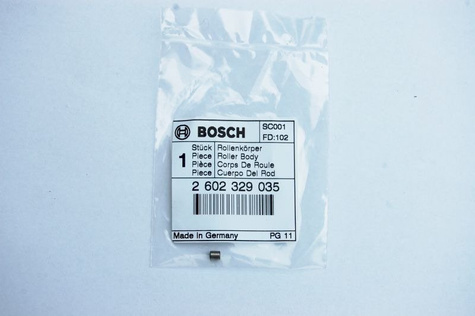 BOSCH
SC001
FD:102
1
Stück Rollenkörper
Piece Roller Body
Pièce Corps De Roule
Piece Cuerpo Del Rod
2 602 329 035
Made in Germany PG 11